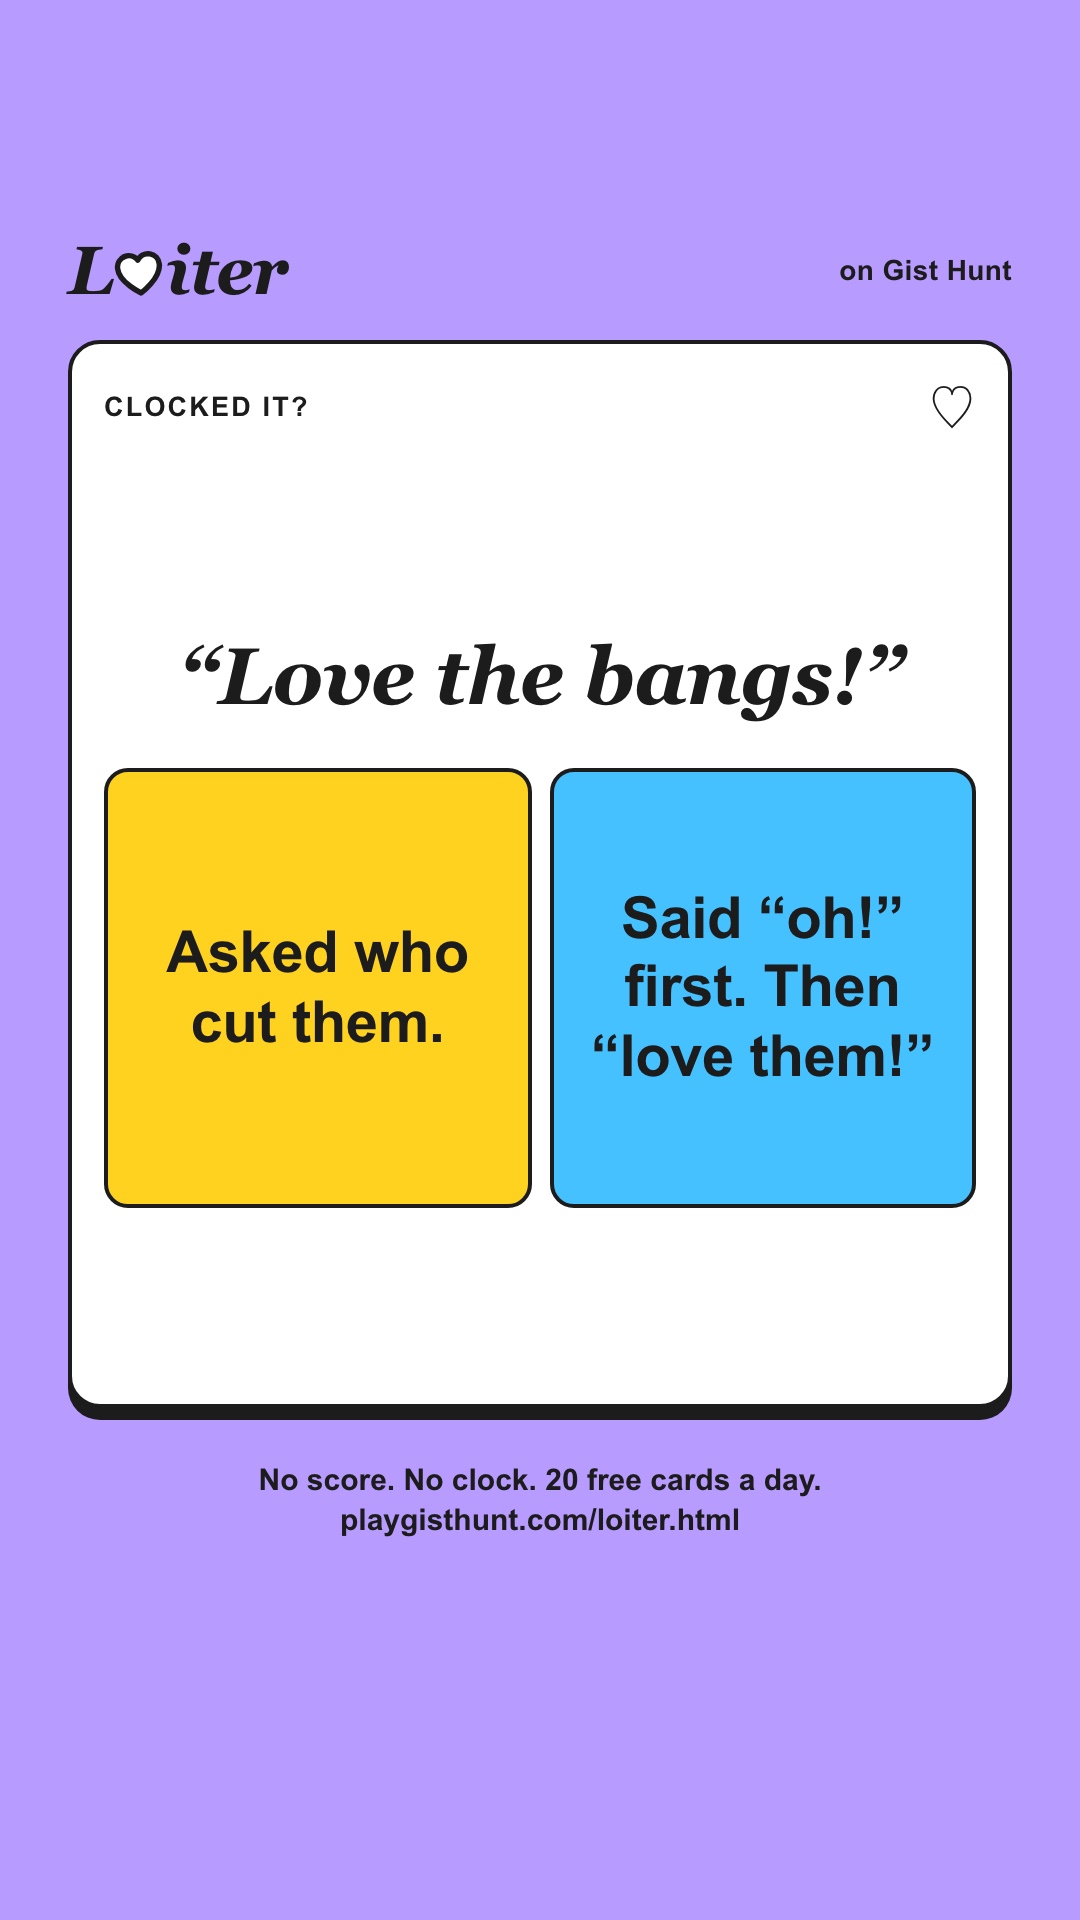 Loiter
on Gist Hunt
CLOCKED IT?
“Love the bangs!”
Asked who
cut them.
Said “oh!”
first. Then
“love them!”
No score. No clock. 20 free cards a day.
playgisthunt.com/loiter.html